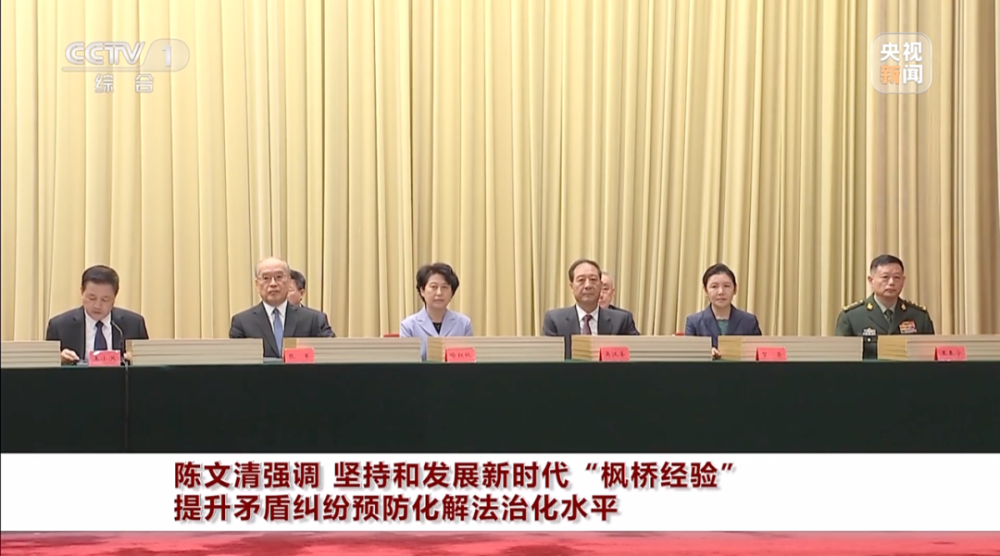 CCTV 1
综合
央视
新闻
陈文清强调 坚持和发展新时代“枫桥经验”
提升矛盾纠纷预防化解法治化水平